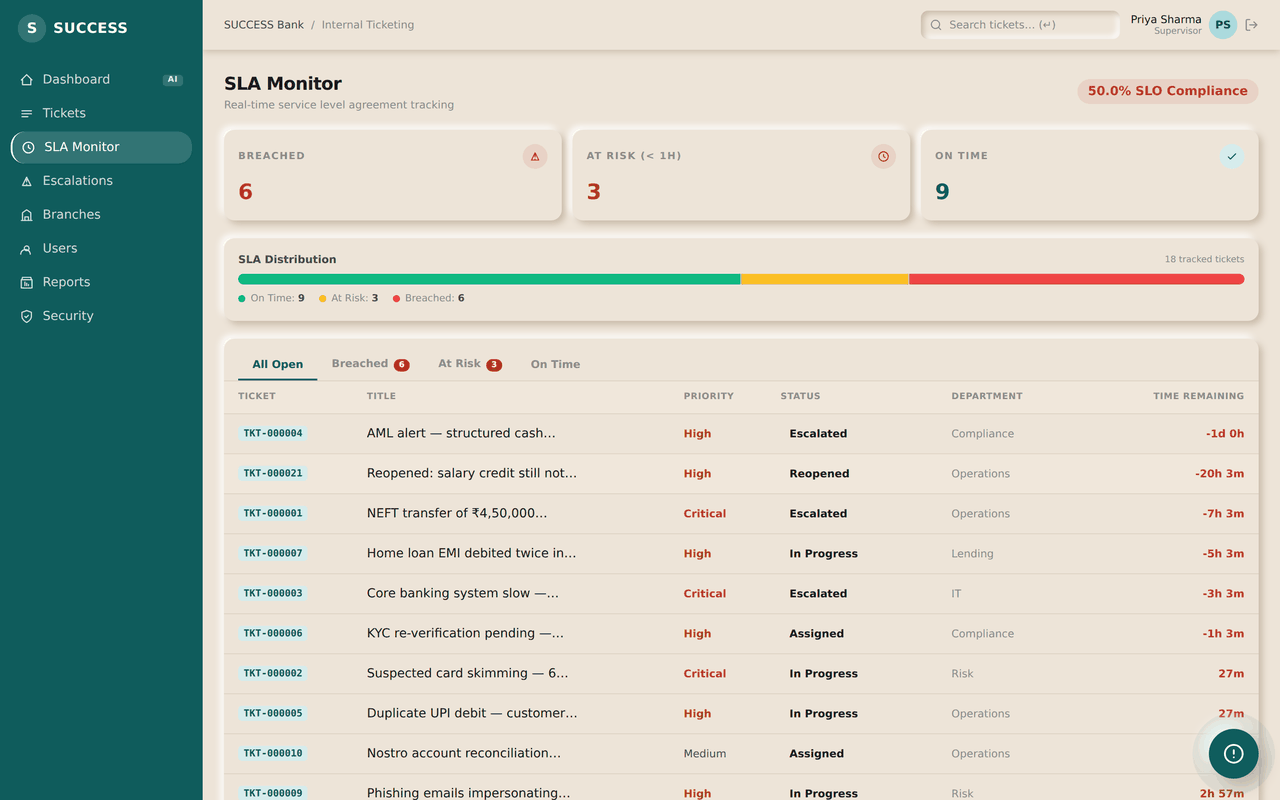 S SUCCESS
Dashboard AI
Tickets
SLA Monitor
Escalations
Branches
Users
Reports
Security
SUCCESS Bank / Internal Ticketing
Search tickets... (↵)
Priya Sharma
Supervisor
PS
SLA Monitor
Real-time service level agreement tracking
50.0% SLO Compliance
BREACHED
6
AT RISK (< 1H)
3
ON TIME
9
SLA Distribution
18 tracked tickets
On Time: 9 At Risk: 3 Breached: 6
All Open Breached 6 At Risk 3 On Time
TICKET TITLE PRIORITY STATUS DEPARTMENT TIME REMAINING
TKT-000004 AML alert — structured cash... High Escalated Compliance -1d 0h
TKT-000021 Reopened: salary credit still not... High Reopened Operations -20h 3m
TKT-000001 NEFT transfer of ₹4,50,000... Critical Escalated Operations -7h 3m
TKT-000007 Home loan EMI debited twice in... High In Progress Lending -5h 3m
TKT-000003 Core banking system slow —... Critical Escalated IT -3h 3m
TKT-000006 KYC re-verification pending —... High Assigned Compliance -1h 3m
TKT-000002 Suspected card skimming — 6... Critical In Progress Risk 27m
TKT-000005 Duplicate UPI debit — customer... High In Progress Operations 27m
TKT-000010 Nostro account reconciliation... Medium Assigned Operations
TKT-000009 Phishing emails impersonating... High In Progress Risk 2h 57m